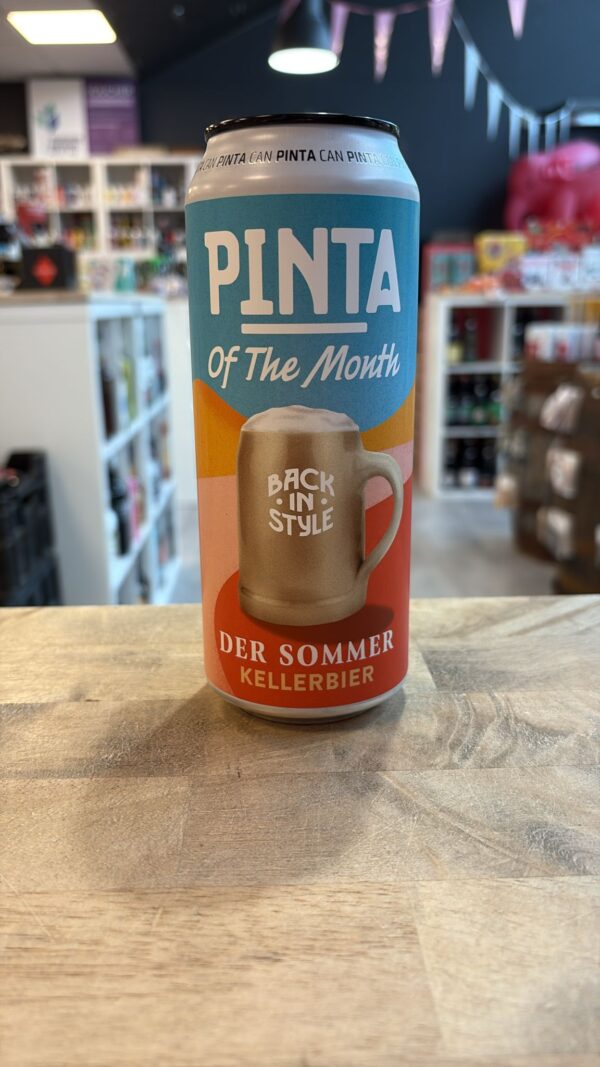 CAN PINTA CAN PINTA CAN PINTA
PINTA
Of The Month
BACK
· IN ·
STYLE
DER SOMMER
KELLERBIER